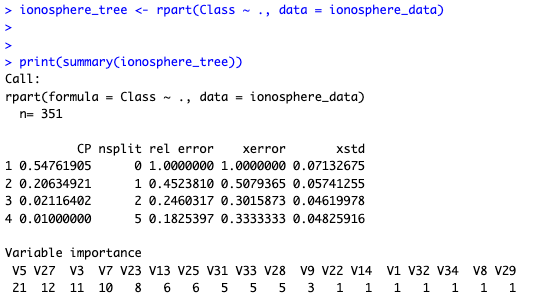 > ionosphere_tree <- rpart(Class ~ ., data = ionosphere_data)
>
>
> print(summary(ionosphere_tree))
Call:
rpart(formula = Class ~ ., data = ionosphere_data)
  n= 351

          CP nsplit rel error    xerror       xstd
1 0.54761905      0 1.0000000 1.0000000 0.07132675
2 0.20634921      1 0.4523810 0.5079365 0.05741255
3 0.02116402      2 0.2460317 0.3015873 0.04619978
4 0.01000000      5 0.1825397 0.3333333 0.04825916

Variable importance
 V5 V27  V3  V7 V23 V13 V25 V31 V33 V28  V9 V22 V14  V1 V32 V34  V8 V29
 21  12  11  10   8   6   6   5   5   5   3   1   1   1   1   1   1   1